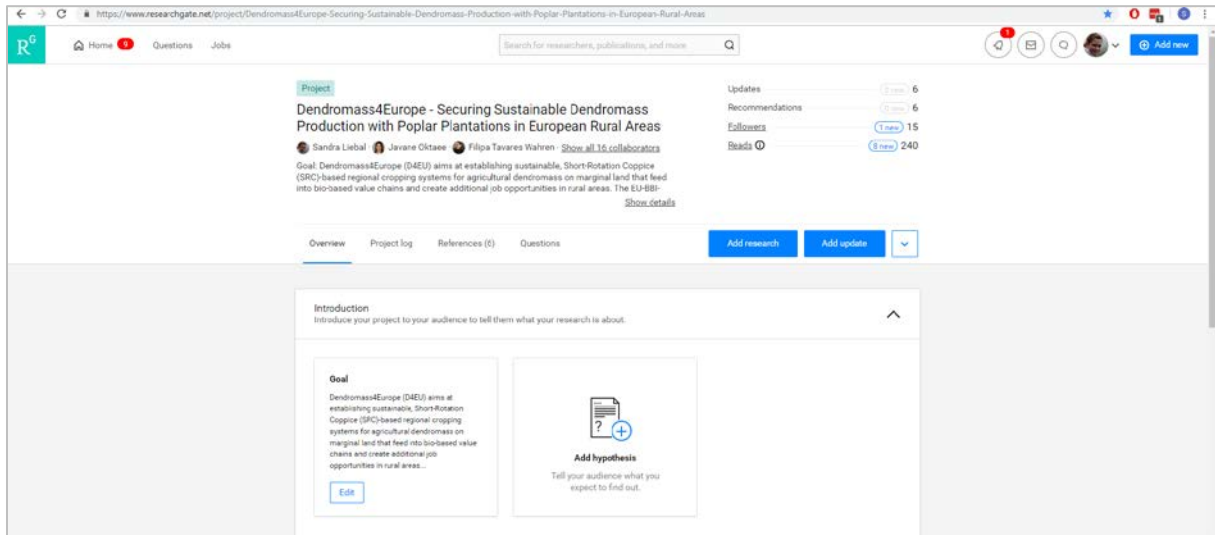 https://www.researchgate.net/project/Dendromass4Europe-Securing-Sustainable-Dendromass-Production-with-Poplar-Plantations-in-European-Rural-Areas
RG Home 9 Questions Jobs Search for researchers, publications, and more 1 Add new
Project
Dendromass4Europe - Securing Sustainable Dendromass
Production with Poplar Plantations in European Rural Areas
Sandra Liebal · Javane Oktaee · Filipa Tavares Wahren · Show all 16 collaborators
Goal: Dendromass4Europe (D4EU) aims at establishing sustainable, Short-Rotation Coppice
(SRC)-based regional cropping systems for agricultural dendromass on marginal land that feed
into bio-based value chains and create additional job opportunities in rural areas. The EU-BBI-
Show details
Updates 6
Recommendations 6
Followers 1 new 15
Reads 8 new 240
Overview Project log References (6) Questions Add research Add update
Introduction
Introduce your project to your audience to tell them what your research is about.
Goal
Dendromass4Europe (D4EU) aims at
establishing sustainable, Short-Rotation
Coppice (SRC)-based regional cropping
systems for agricultural dendromass on
marginal land that feed into bio-based value
chains and create additional job
opportunities in rural areas...
Edit
?
Add hypothesis
Tell your audience what you
expect to find out.